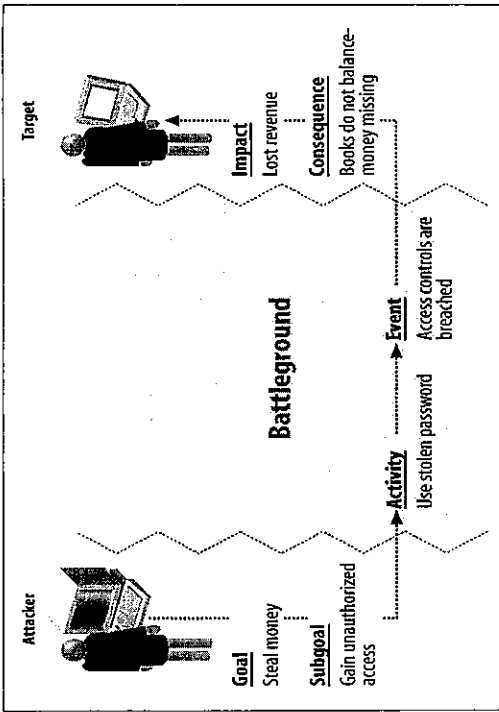 Attacker
Goal
Steal money
Subgoal
Gain unauthorized
access
Battleground
Activity
Use stolen password
Event
Access controls are
breached
Target
Impact
Lost revenue
Consequence
Books do not balance-
money missing